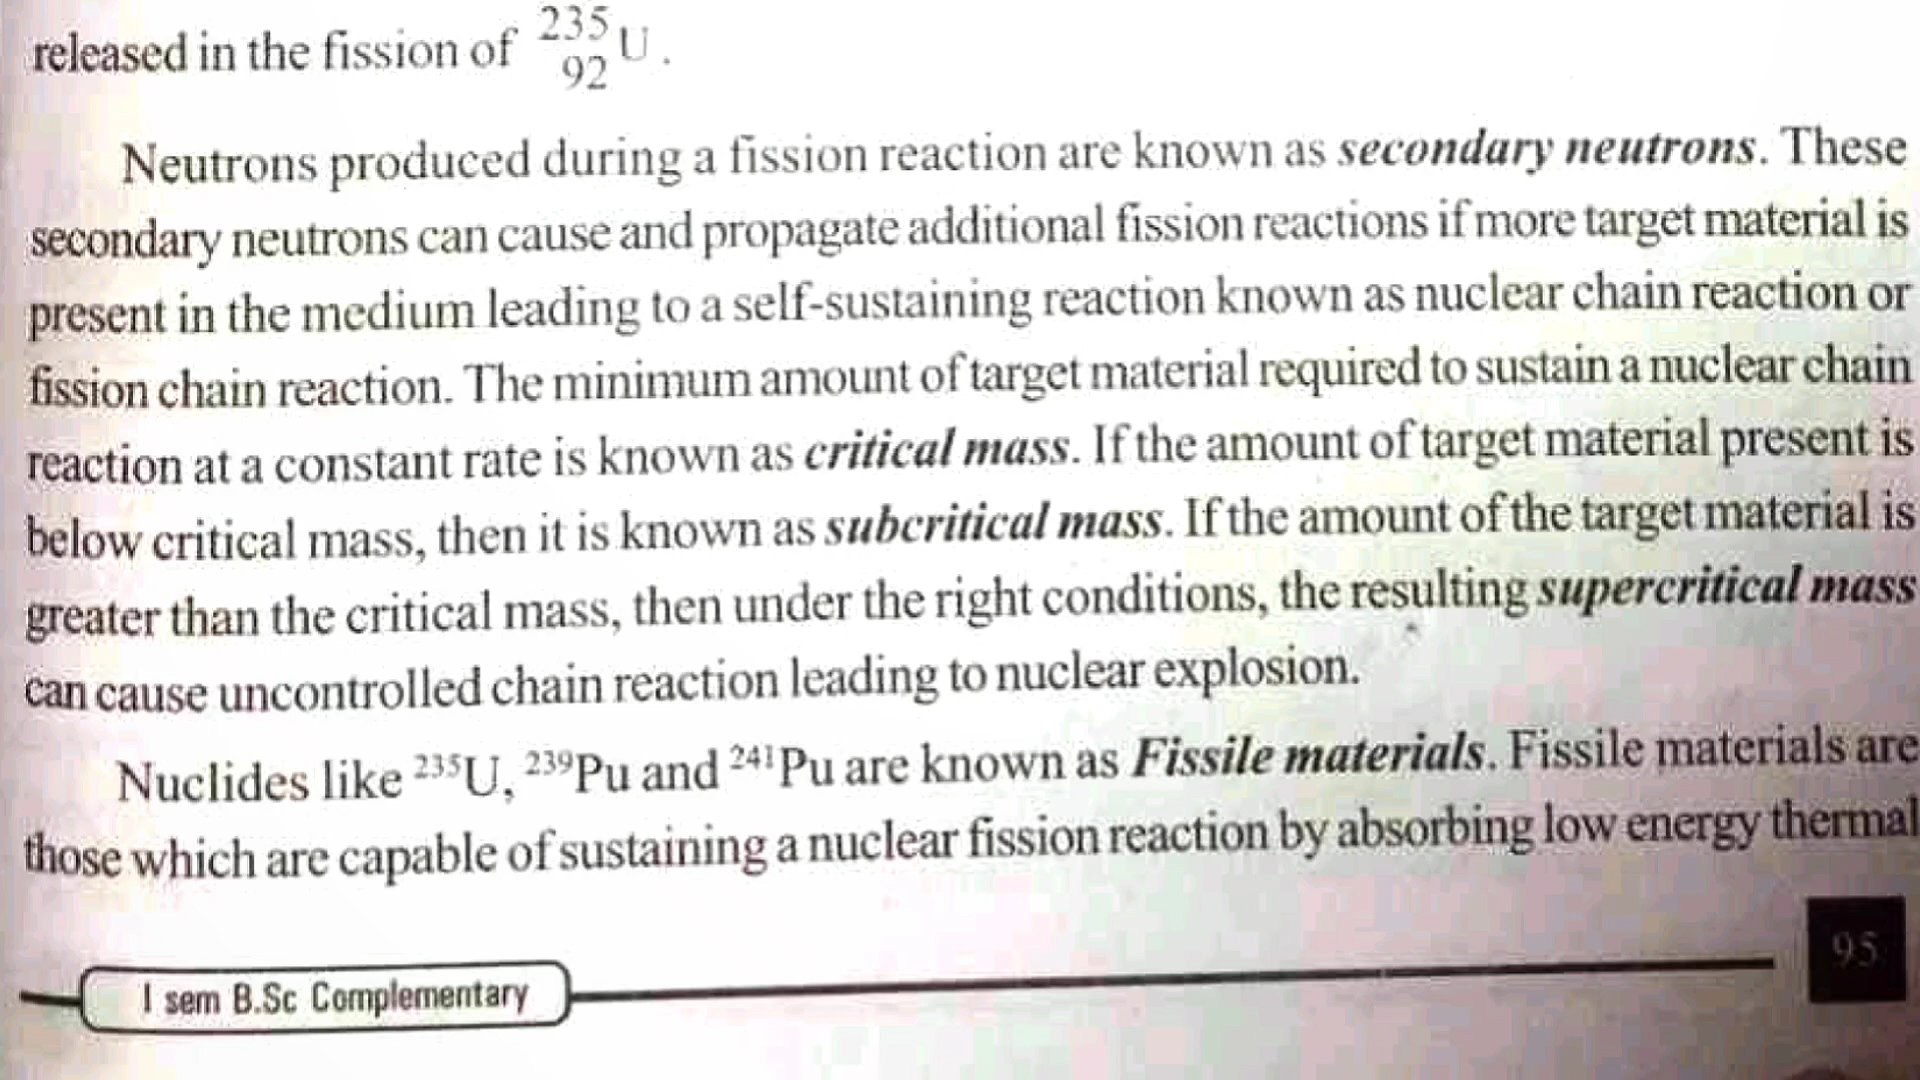 released in the fission of ²³⁵₉₂U.
Neutrons produced during a fission reaction are known as secondary neutrons. These
secondary neutrons can cause and propagate additional fission reactions if more target material is
present in the medium leading to a self-sustaining reaction known as nuclear chain reaction or
fission chain reaction. The minimum amount of target material required to sustain a nuclear chain
reaction at a constant rate is known as critical mass. If the amount of target material present is
below critical mass, then it is known as subcritical mass. If the amount of the target material is
greater than the critical mass, then under the right conditions, the resulting supercritical mass
can cause uncontrolled chain reaction leading to nuclear explosion.
Nuclides like ²³⁵U, ²³⁹Pu and ²⁴¹Pu are known as Fissile materials. Fissile materials are
those which are capable of sustaining a nuclear fission reaction by absorbing low energy thermal
95
I sem B.Sc Complementary